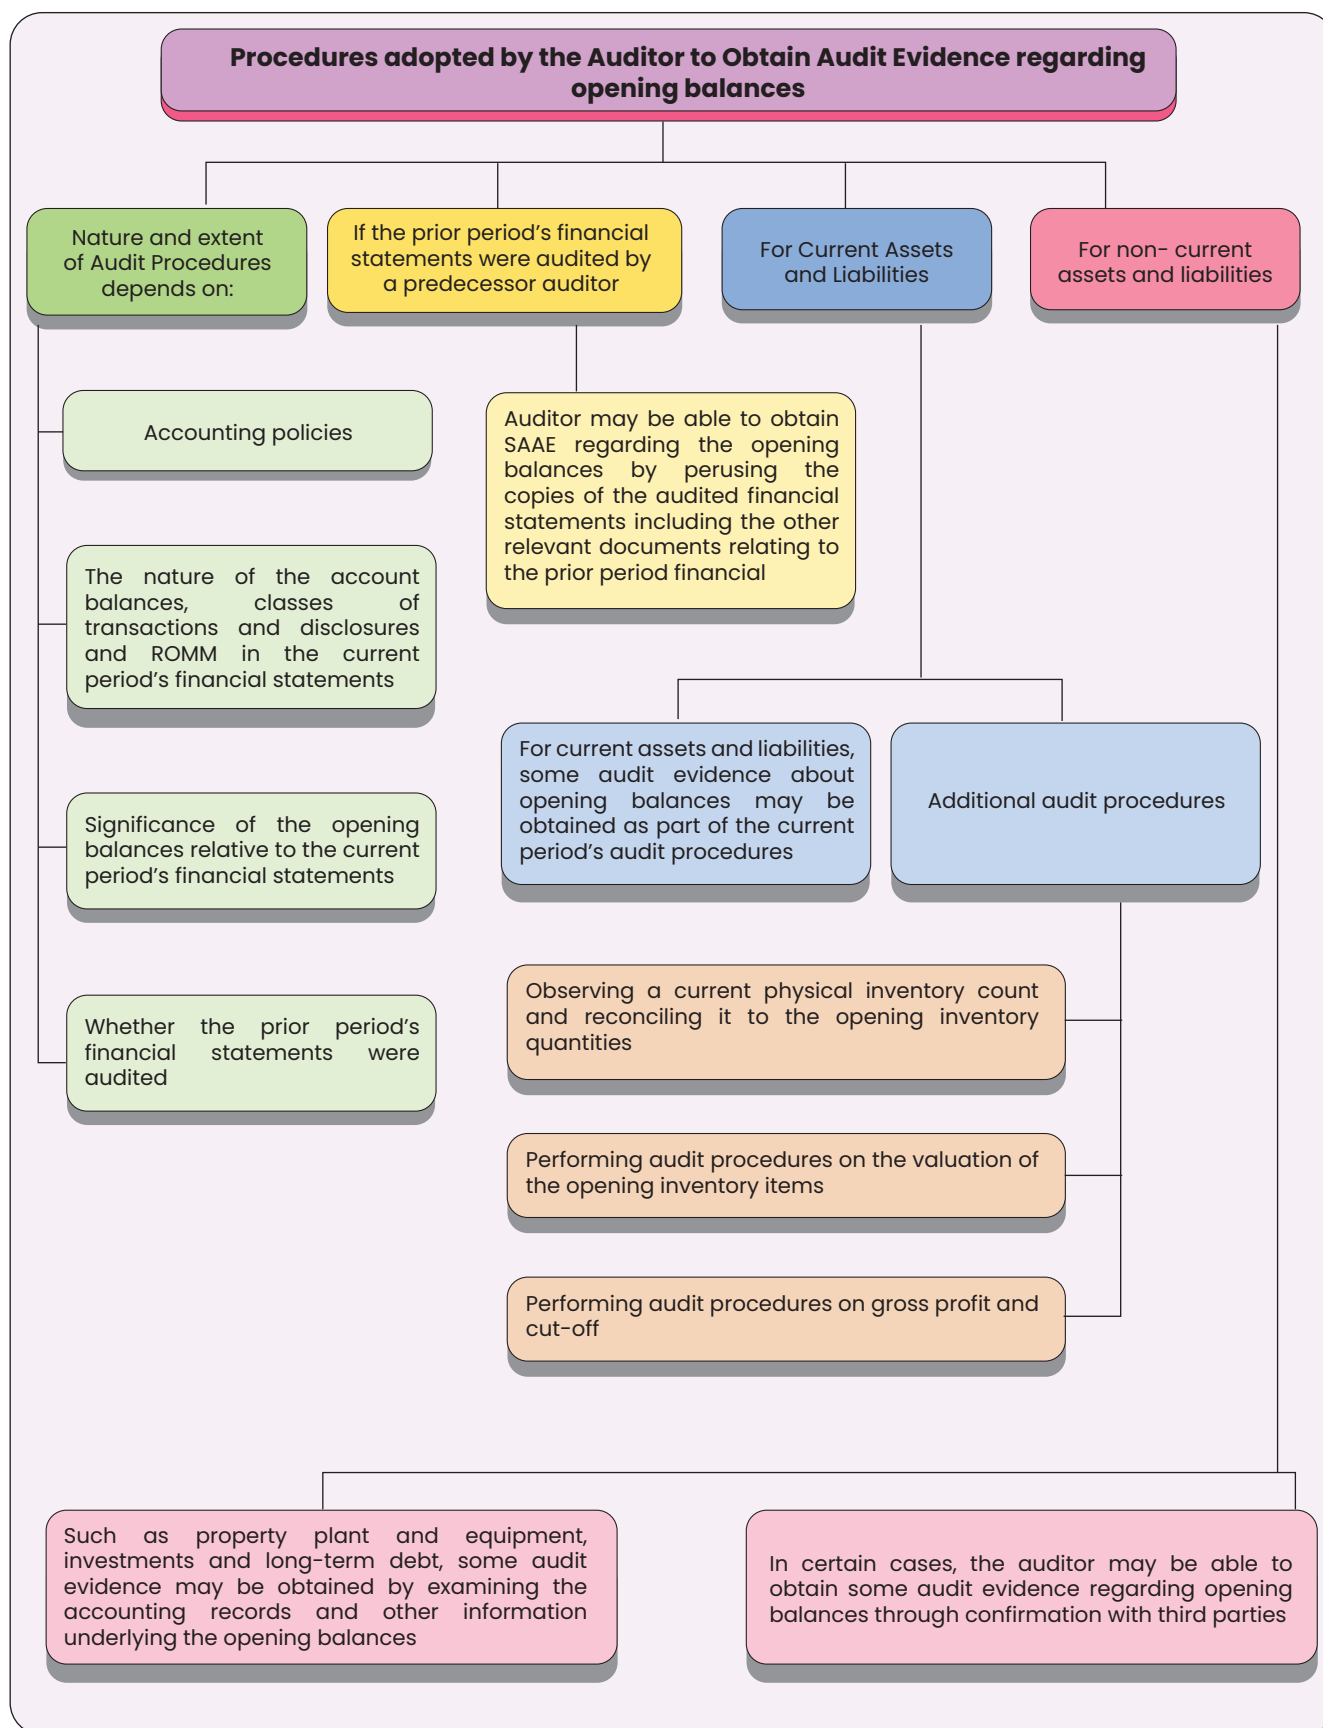 Procedures adopted by the Auditor to Obtain Audit Evidence regarding
opening balances
Nature and extent
of Audit Procedures
depends on:
If the prior period's financial
statements were audited by
a predecessor auditor
For Current Assets
and Liabilities
For non- current
assets and liabilities
Accounting policies
The nature of the account
balances, classes of
transactions and disclosures
and ROMM in the current
period's financial statements
Significance of the opening
balances relative to the current
period's financial statements
Whether the prior period's
financial statements were
audited
Auditor may be able to obtain
SAAE regarding the opening
balances by perusing the
copies of the audited financial
statements including the other
relevant documents relating to
the prior period financial
For current assets and liabilities,
some audit evidence about
opening balances may be
obtained as part of the current
period's audit procedures
Additional audit procedures
Observing a current physical inventory count
and reconciling it to the opening inventory
quantities
Performing audit procedures on the valuation of
the opening inventory items
Performing audit procedures on gross profit and
cut-off
Such as property plant and equipment,
investments and long-term debt, some audit
evidence may be obtained by examining the
accounting records and other information
underlying the opening balances
In certain cases, the auditor may be able to
obtain some audit evidence regarding opening
balances through confirmation with third parties